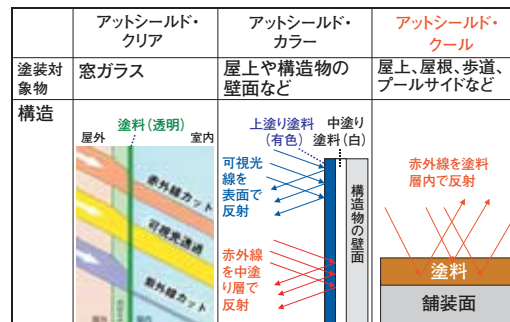 アットシールド・
クリア
アットシールド・
カラー
アットシールド・
クール
塗装対
象物
窓ガラス
屋上や構造物の
壁面など
屋上、屋根、歩道、
プールサイドなど
構造
塗料(透明)
屋外
室内
赤外線カット
可視光透過
紫外線カット
上塗り塗料
(有色)
中塗り
塗料(白)
可視光
線を
表面で
反射
赤外線
を中塗
り層で
反射
構造物の壁面
赤外線を塗料
層内で反射
塗料
舗装面